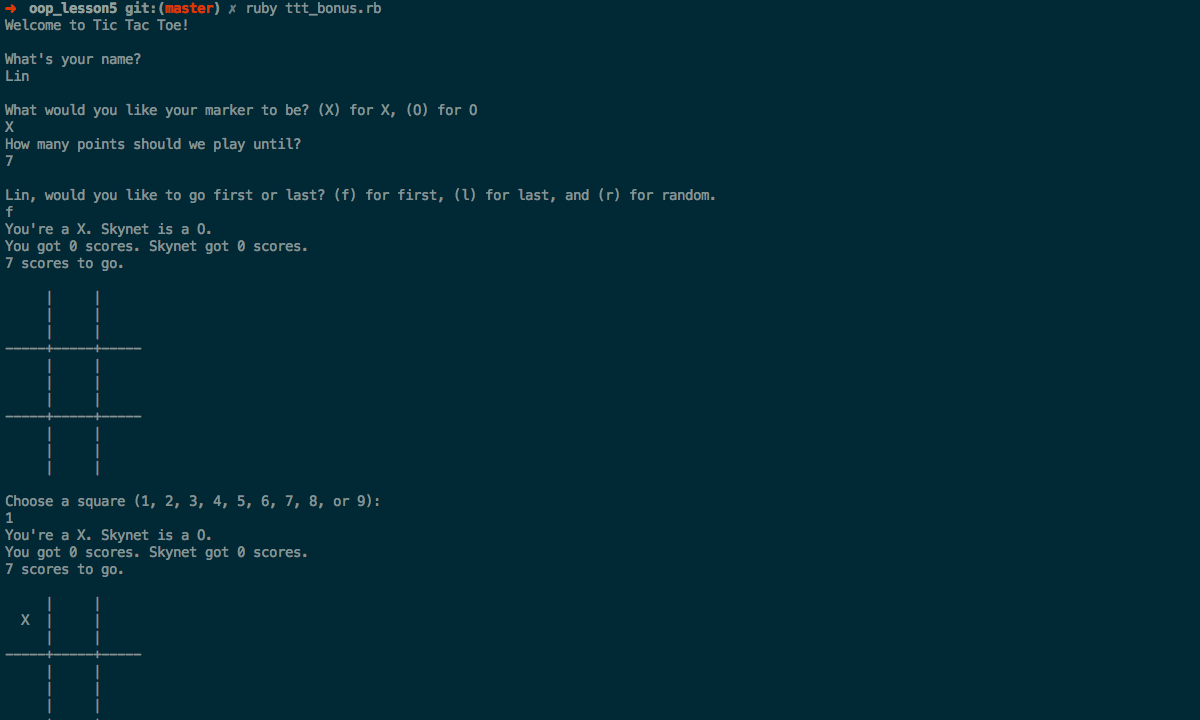 ➜  oop_lesson5 git:(master) ✗ ruby ttt_bonus.rb
Welcome to Tic Tac Toe!

What's your name?
Lin

What would you like your marker to be? (X) for X, (O) for O
X
How many points should we play until?
7

Lin, would you like to go first or last? (f) for first, (l) for last, and (r) for random.
f
You're a X. Skynet is a O.
You got 0 scores. Skynet got 0 scores.
7 scores to go.

     |     |
     |     |
     |     |
-----+-----+-----
     |     |
     |     |
     |     |
-----+-----+-----
     |     |
     |     |
     |     |

Choose a square (1, 2, 3, 4, 5, 6, 7, 8, or 9):
1
You're a X. Skynet is a O.
You got 0 scores. Skynet got 0 scores.
7 scores to go.

     |     |
  X  |     |
     |     |
-----+-----+-----
     |     |
     |     |
     |     |